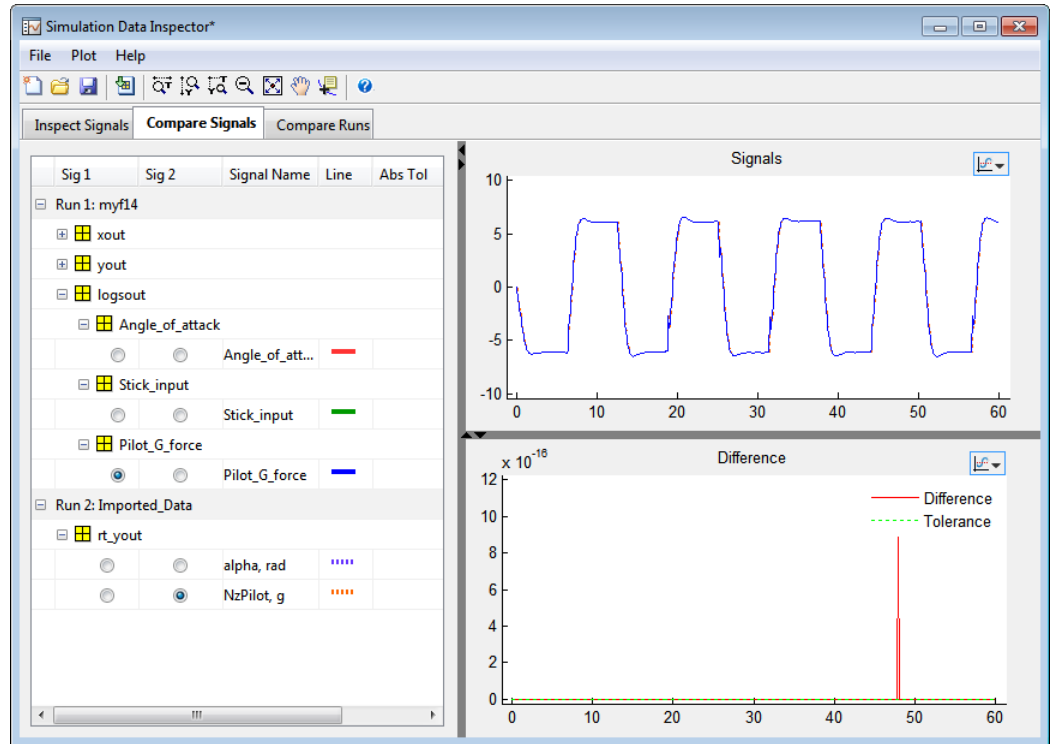 Simulation Data Inspector*
File Plot Help
Inspect Signals Compare Signals Compare Runs
Sig 1 Sig 2 Signal Name Line Abs Tol
Run 1: myf14
xout
yout
logsout
Angle_of_attack
Angle_of_att...
Stick_input
Stick_input
Pilot_G_force
Pilot_G_force
Run 2: Imported_Data
rt_yout
alpha, rad
NzPilot, g
Signals
10
5
0
-5
-10
0 10 20 30 40 50 60
x 10-16
Difference
12
10
8
6
4
2
0
Difference
Tolerance
0 10 20 30 40 50 60